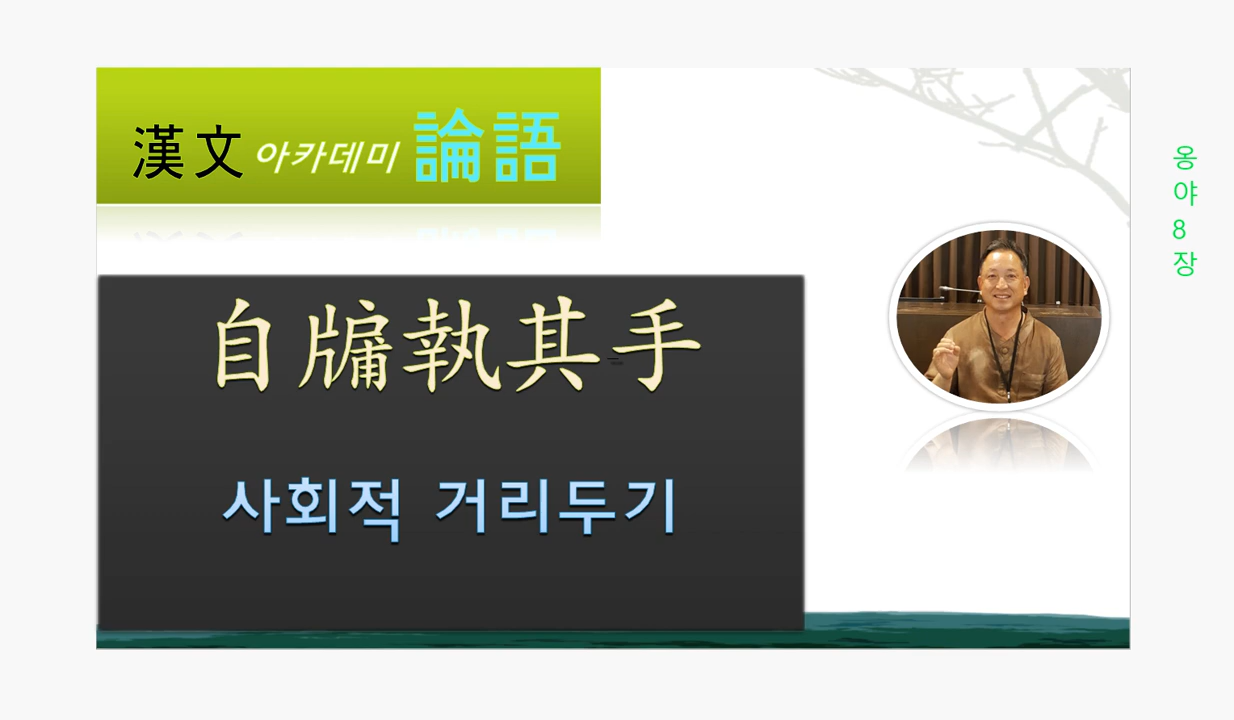 漢文 아카데미 論語
自牖執其手
사회적 거리두기
옹야8장